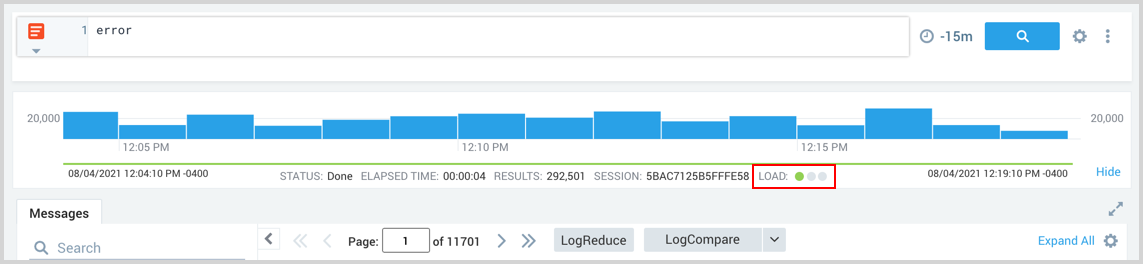 1 error
-15m
20,000
20,000
12:05 PM 12:10 PM 12:15 PM
08/04/2021 12:04:10 PM -0400 STATUS: Done ELAPSED TIME: 00:00:04 RESULTS: 292,501 SESSION: 5BAC7125B5FFFE58 LOAD: 08/04/2021 12:19:10 PM -0400 Hide
Messages
Search Page: 1 of 11701 LogReduce LogCompare Expand All